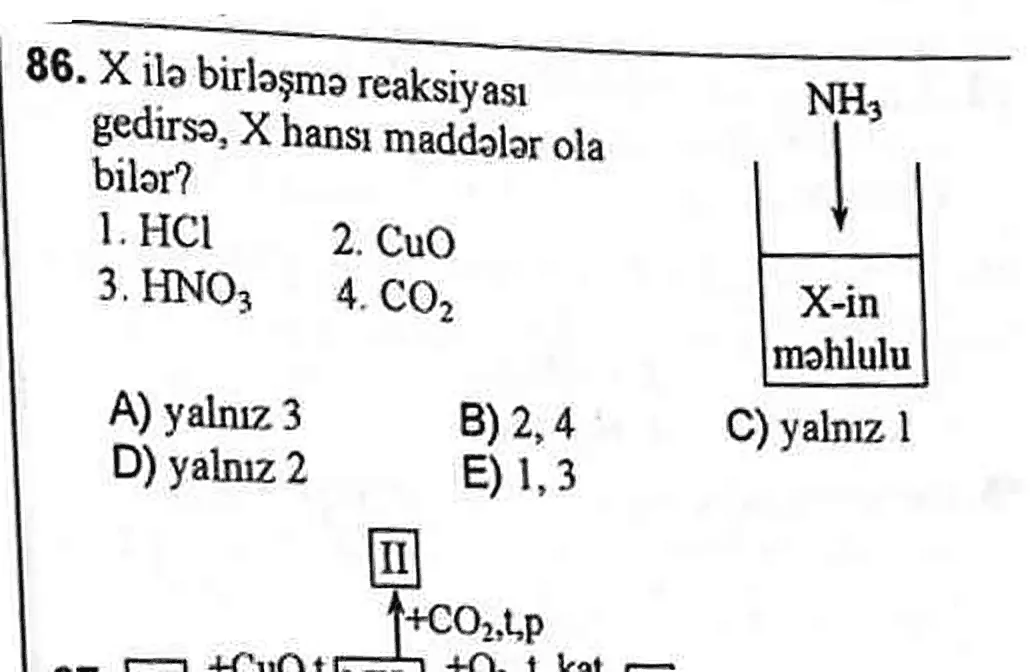 86. X ilə birləşmə reaksiyası
gedirsə, X hansı maddələr ola
bilər?
1. HCl 2. CuO
3. HNO₃ 4. CO₂
NH₃
X-in
məhlulu
A) yalnız 3 B) 2, 4 C) yalnız 1
D) yalnız 2 E) 1, 3
II
+CO₂,t,p
+CuO,t